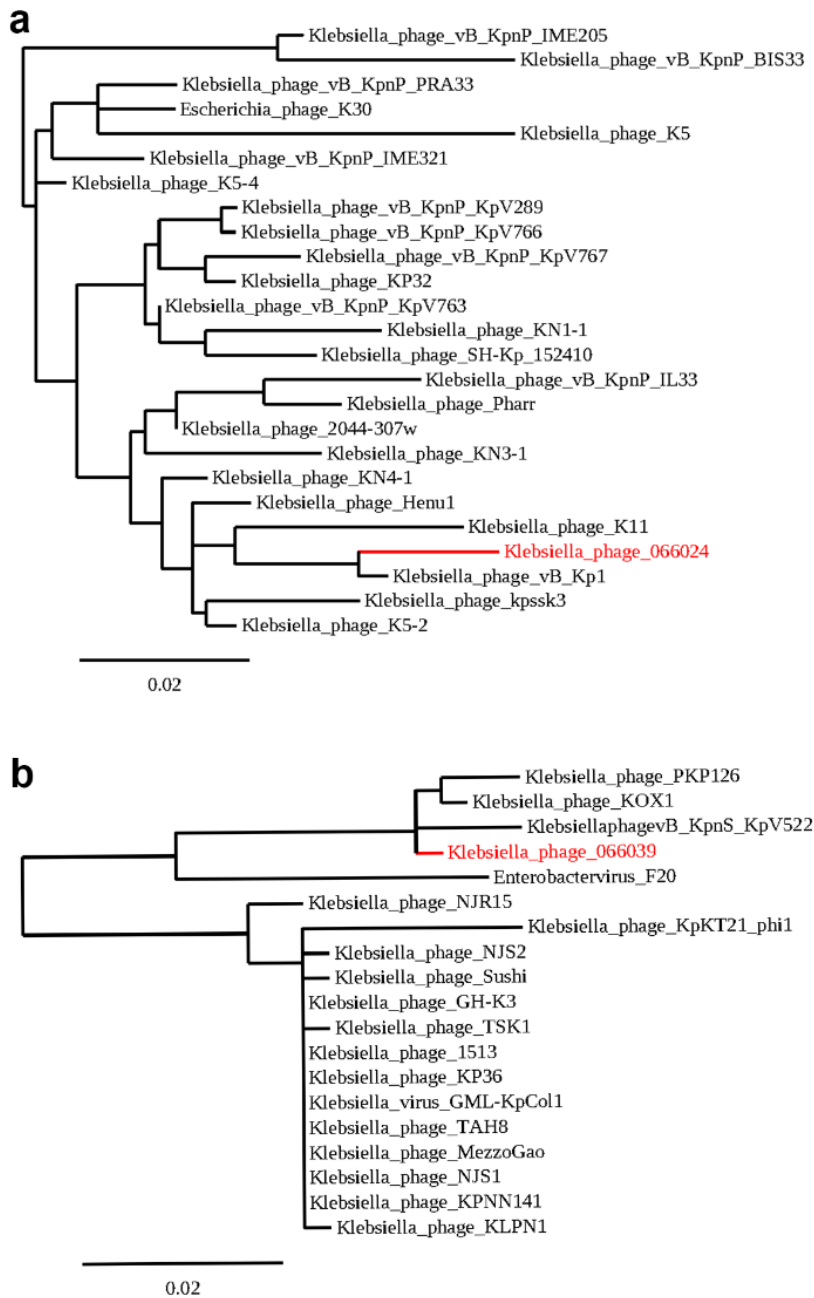 a
Klebsiella_phage_vB_KpnP_IME205
Klebsiella_phage_vB_KpnP_BIS33
Klebsiella_phage_vB_KpnP_PRA33
Escherichia_phage_K30
Klebsiella_phage_K5
Klebsiella_phage_vB_KpnP_IME321
Klebsiella_phage_K5-4
Klebsiella_phage_vB_KpnP_KpV289
Klebsiella_phage_vB_KpnP_KpV766
Klebsiella_phage_vB_KpnP_KpV767
Klebsiella_phage_KP32
Klebsiella_phage_vB_KpnP_KpV763
Klebsiella_phage_KN1-1
Klebsiella_phage_SH-Kp_152410
Klebsiella_phage_vB_KpnP_IL33
Klebsiella_phage_Pharr
Klebsiella_phage_2044-307w
Klebsiella_phage_KN3-1
Klebsiella_phage_KN4-1
Klebsiella_phage_Henu1
Klebsiella_phage_K11
Klebsiella_phage_066024
Klebsiella_phage_vB_Kp1
Klebsiella_phage_kpssk3
Klebsiella_phage_K5-2
0.02
b
Klebsiella_phage_PKP126
Klebsiella_phage_KOX1
KlebsiellaphagevB_KpnS_KpV522
Klebsiella_phage_066039
Enterobactervirus_F20
Klebsiella_phage_NJR15
Klebsiella_phage_KpKT21_phi1
Klebsiella_phage_NJS2
Klebsiella_phage_Sushi
Klebsiella_phage_GH-K3
Klebsiella_phage_TSK1
Klebsiella_phage_1513
Klebsiella_phage_KP36
Klebsiella_virus_GML-KpCol1
Klebsiella_phage_TAH8
Klebsiella_phage_MezzoGao
Klebsiella_phage_NJS1
Klebsiella_phage_KPNN141
Klebsiella_phage_KLPN1
0.02